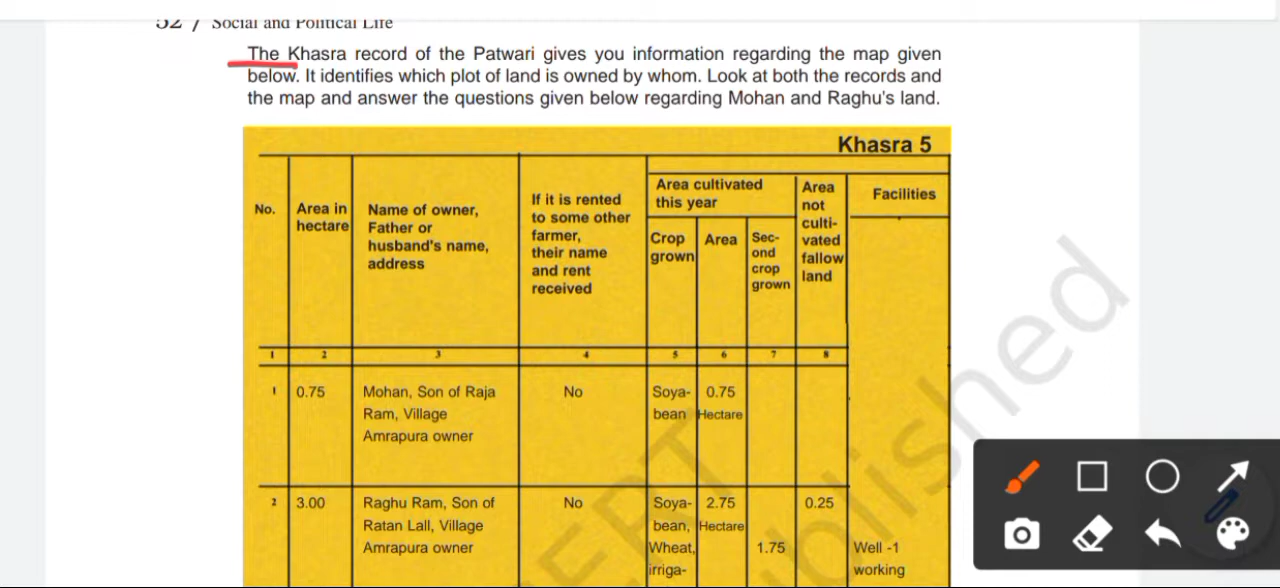 52 / Social and Political Life
The Khasra record of the Patwari gives you information regarding the map given
below. It identifies which plot of land is owned by whom. Look at both the records and
the map and answer the questions given below regarding Mohan and Raghu's land.
Khasra 5
No.
Area in
hectare
Name of owner,
Father or
husband's name,
address
If it is rented
to some other
farmer,
their name
and rent
received
Area cultivated
this year
Crop
grown
Area
Sec-
ond
crop
grown
Area
not
culti-
vated
fallow
land
Facilities
1 2 3 4 5 6 7 8
1 0.75 Mohan, Son of Raja No Soya- 0.75
Ram, Village bean Hectare
Amrapura owner
2 3.00 Raghu Ram, Son of No Soya- 2.75 0.25
Ratan Lall, Village bean, Hectare
Amrapura owner Wheat, 1.75 Well -1
irriga- working
ERT
blished